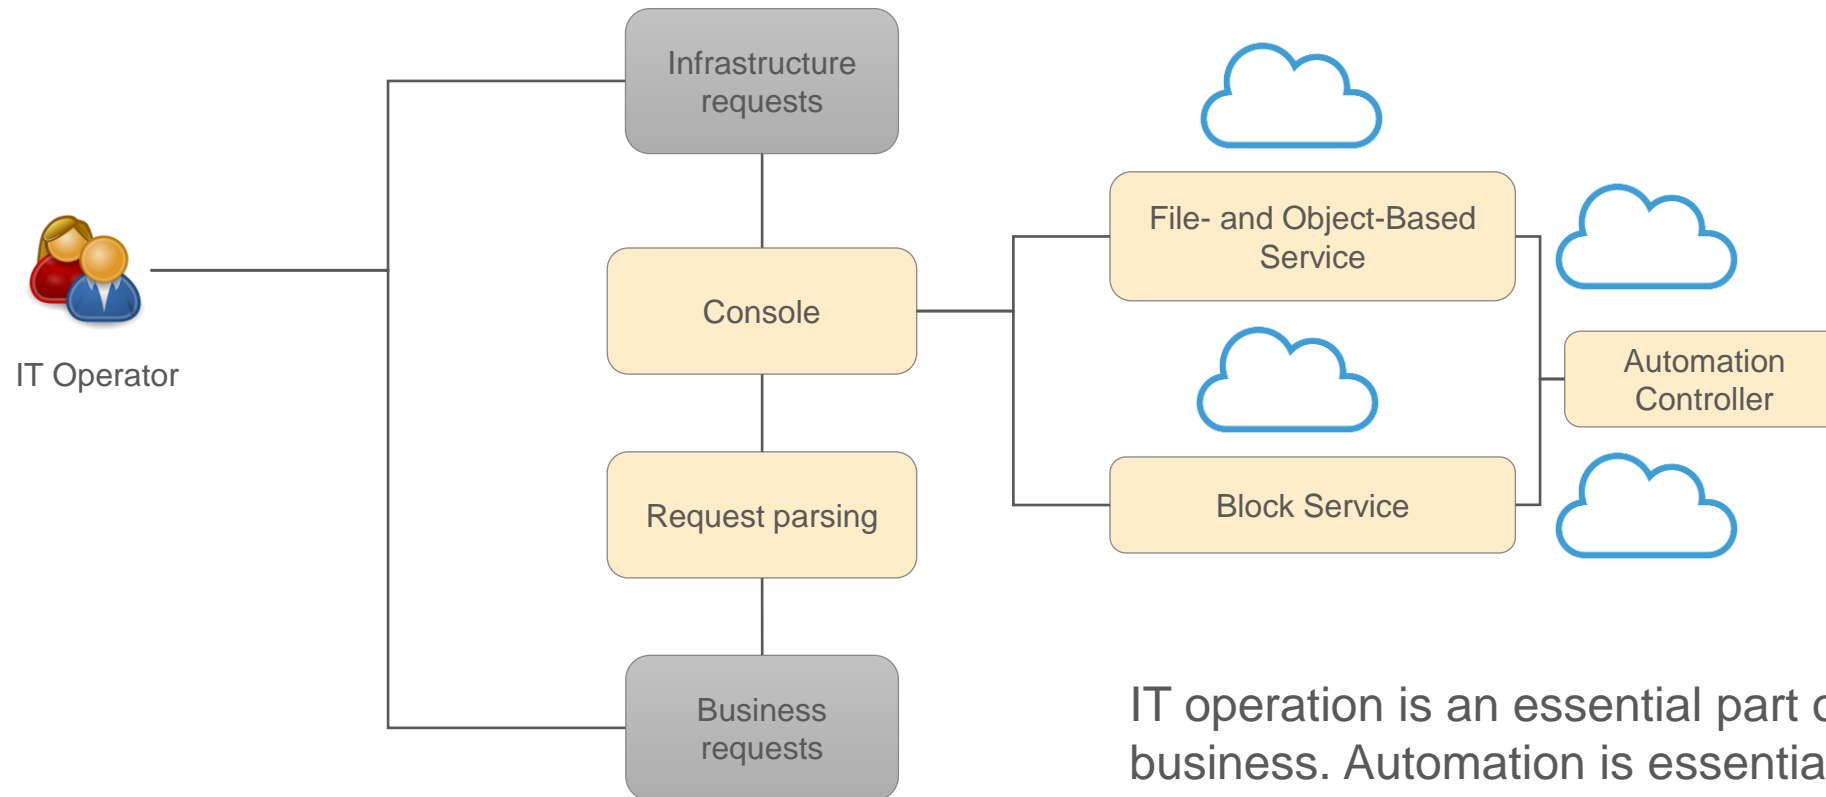 Infrastructure
requests
File- and Object-Based
Service
Console
IT Operator
Automation
Controller
Request parsing
Block Service
Business
requests
IT operation is an essential part
business. Automation is